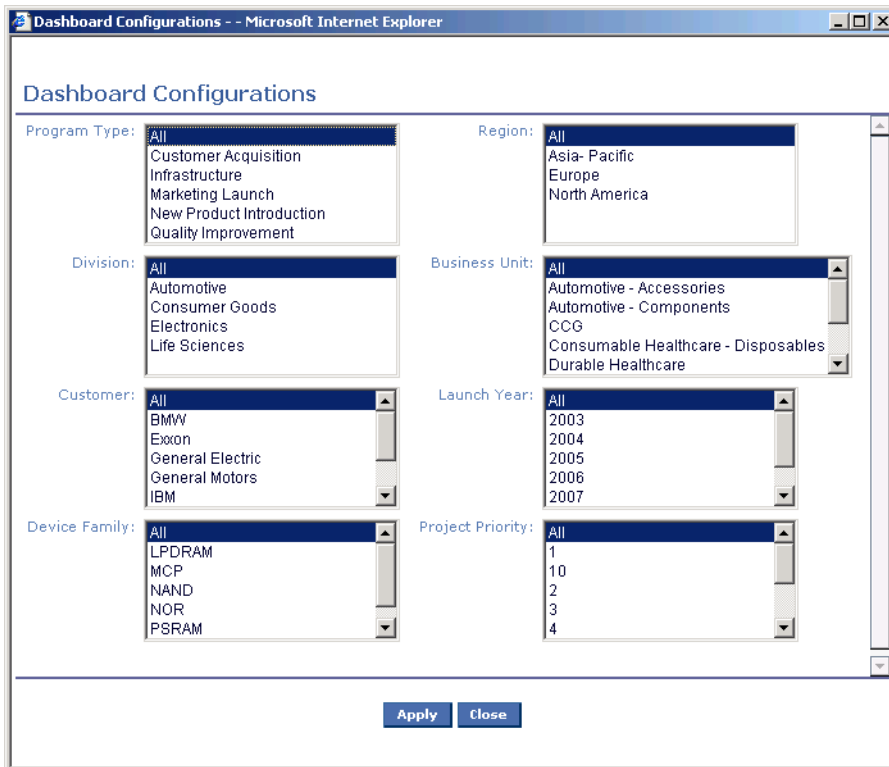 Dashboard Configurations - - Microsoft Internet Explorer
Dashboard Configurations
Program Type:
All
Customer Acquisition
Infrastructure
Marketing Launch
New Product Introduction
Quality Improvement
Region:
All
Asia- Pacific
Europe
North America
Division:
All
Automotive
Consumer Goods
Electronics
Life Sciences
Business Unit:
All
Automotive - Accessories
Automotive - Components
CCG
Consumable Healthcare - Disposables
Durable Healthcare
Customer:
All
BMW
Exxon
General Electric
General Motors
IBM
Launch Year:
All
2003
2004
2005
2006
2007
Device Family:
All
LPDRAM
MCP
NAND
NOR
PSRAM
Project Priority:
All
1
10
2
3
4
Apply Close